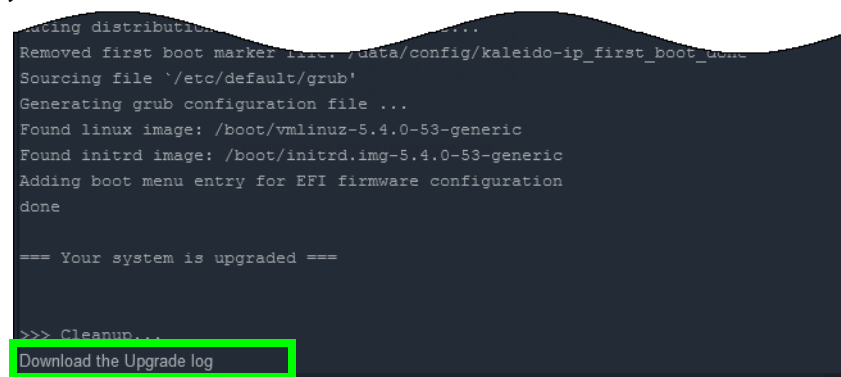 distribution
Removed first boot marker file: /data/config/kaleido-ip_first_boot_done
Sourcing file `/etc/default/grub'
Generating grub configuration file ...
Found linux image: /boot/vmlinuz-5.4.0-53-generic
Found initrd image: /boot/initrd.img-5.4.0-53-generic
Adding boot menu entry for EFI firmware configuration
done
=== Your system is upgraded ===
>>> Cleanup...
Download the Upgrade log